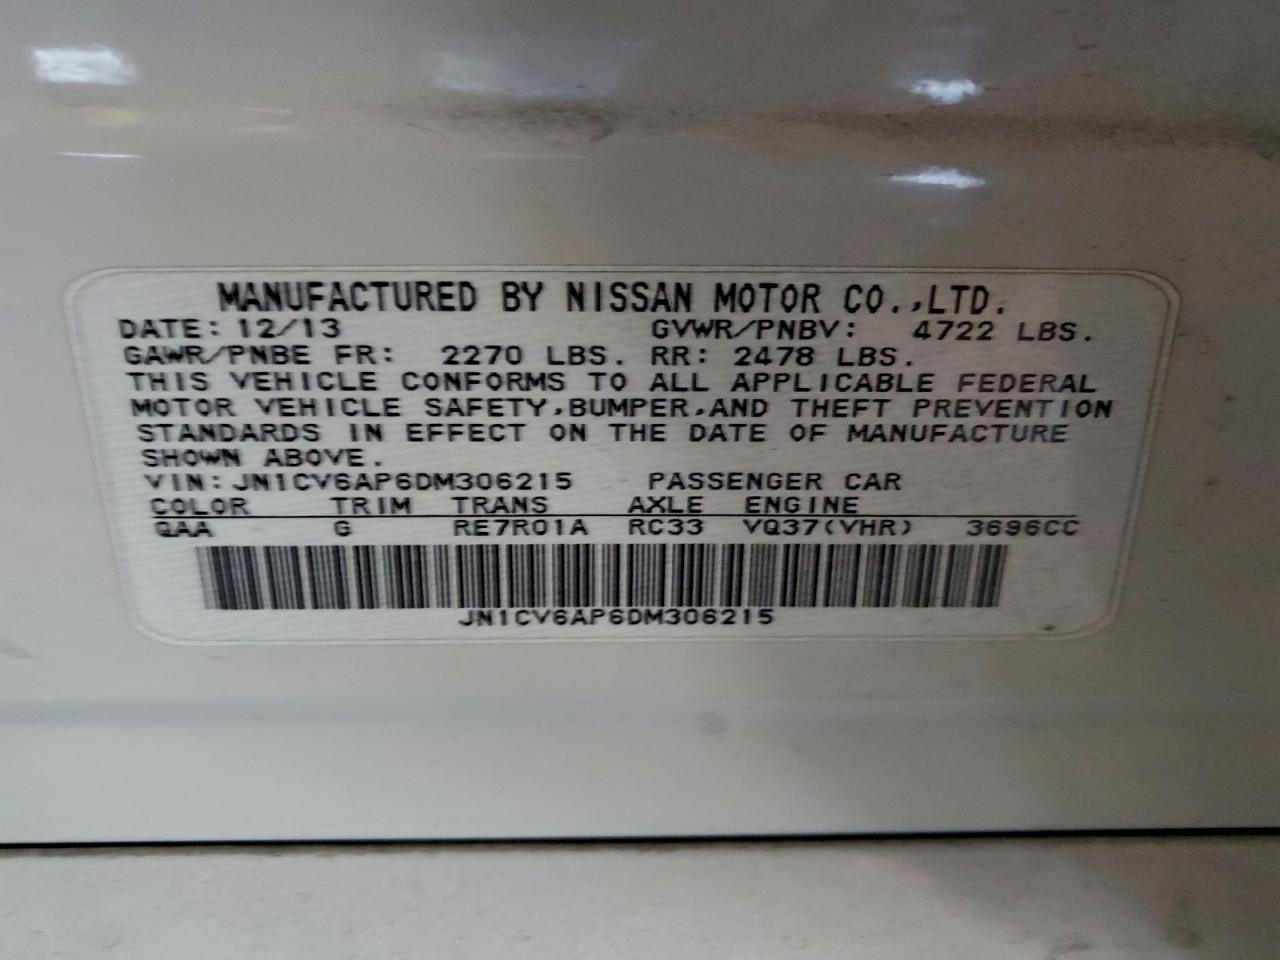 MANUFACTURED BY NISSAN MOTOR CO.,LTD.
DATE: 12/13 GVWR/PNBV: 4722 LBS.
GAWR/PNBE FR: 2270 LBS. RR: 2478 LBS.
THIS VEHICLE CONFORMS TO ALL APPLICABLE FEDERAL
MOTOR VEHICLE SAFETY,BUMPER,AND THEFT PREVENTION
STANDARDS IN EFFECT ON THE DATE OF MANUFACTURE
SHOWN ABOVE.
VIN: JN1CV6AP6DM306215 PASSENGER CAR
COLOR TRIM TRANS AXLE ENGINE
QAA G RE7R01A RC33 VQ37(VHR) 3696CC
JN1CV6AP6DM306215